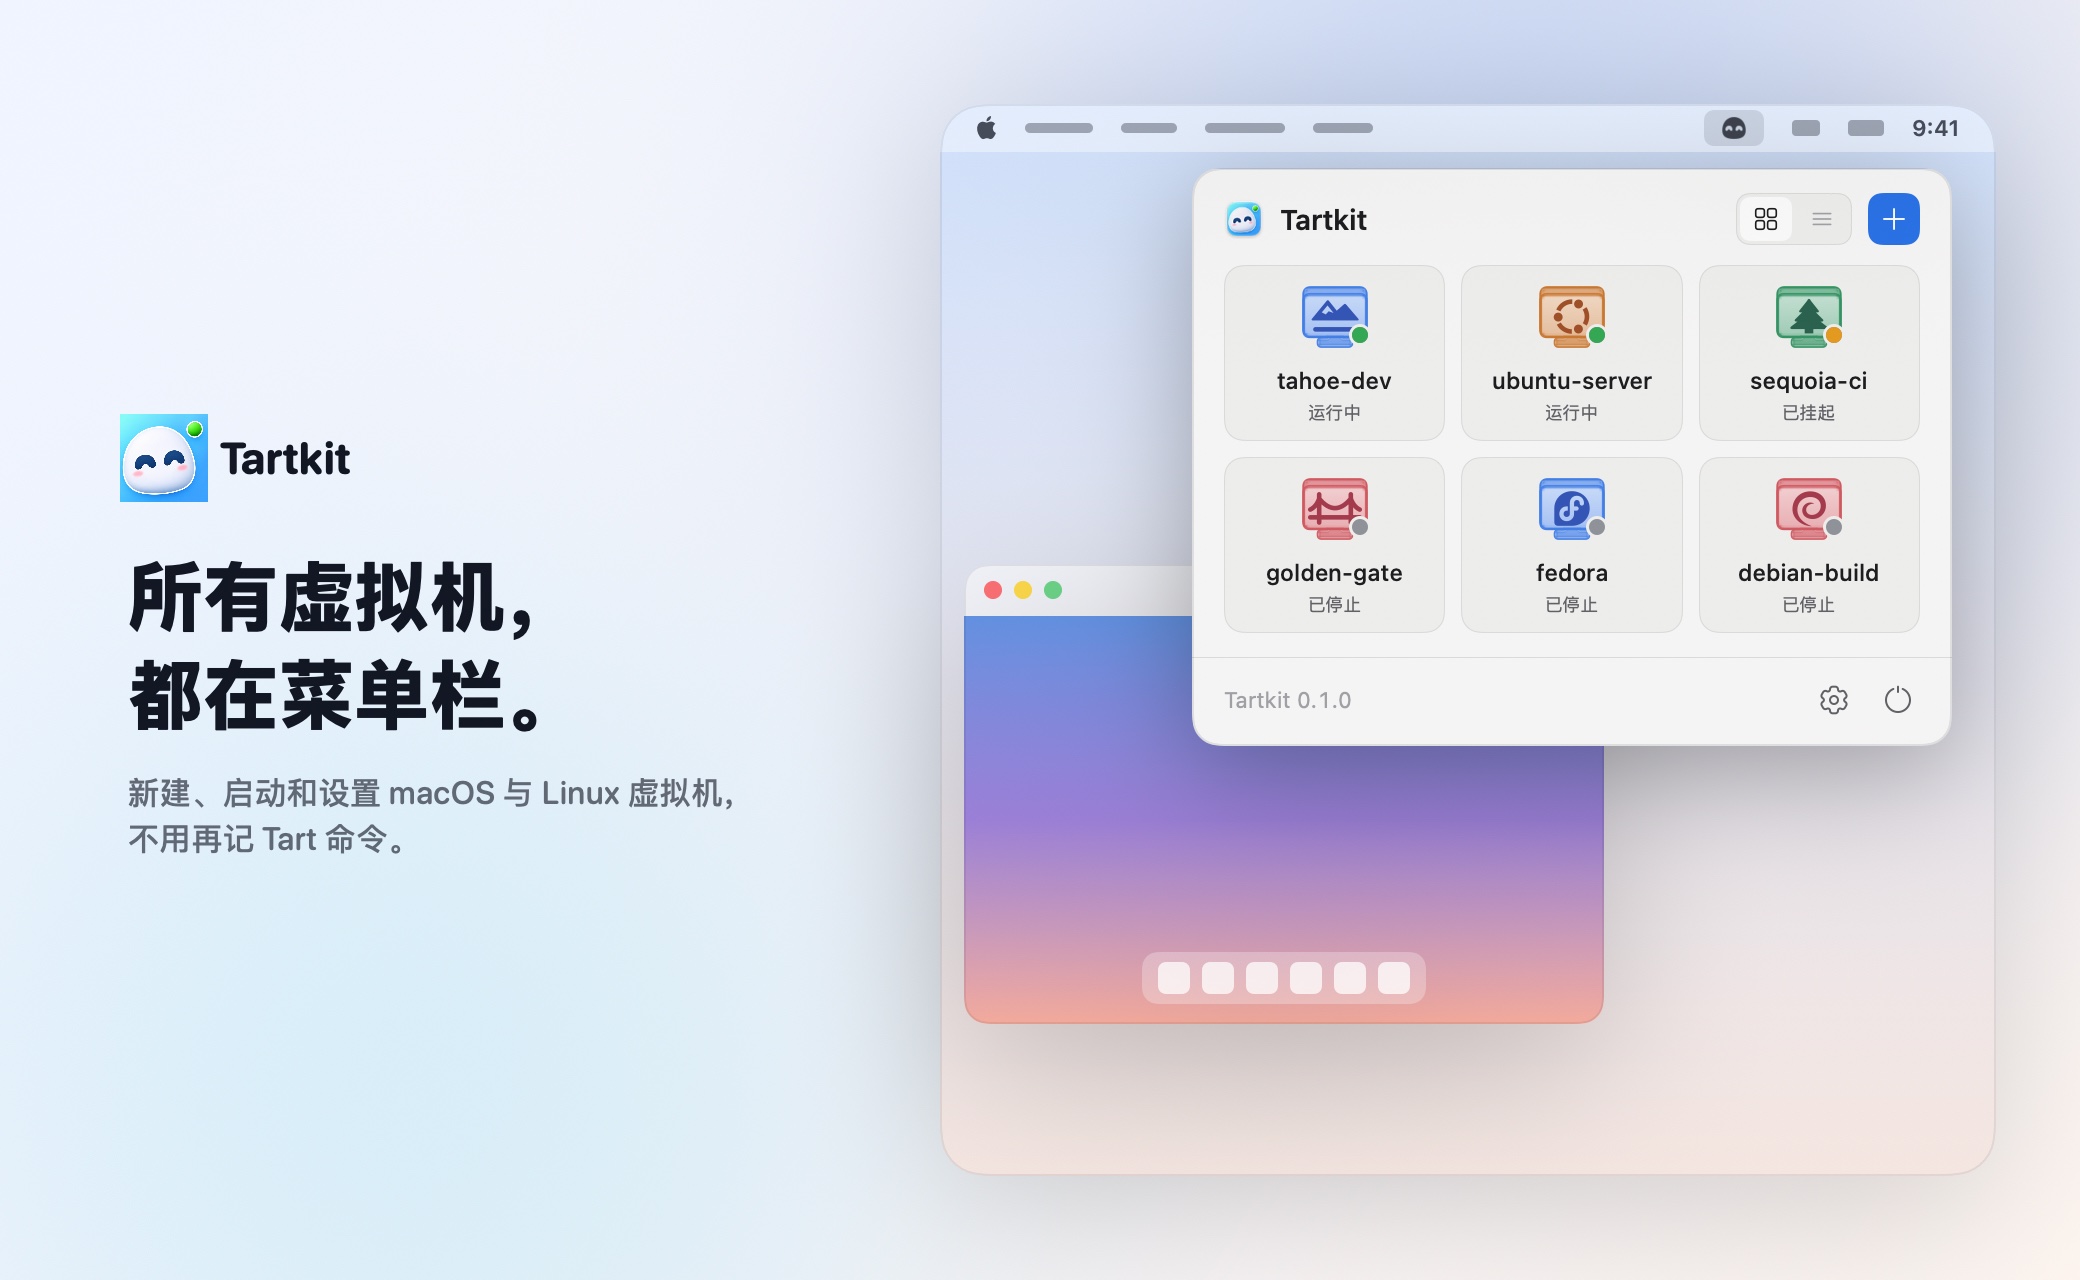 Tartkit
所有虚拟机，
都在菜单栏。
新建、启动和设置 macOS 与 Linux 虚拟机，
不用再记 Tart 命令。
9:41
Tartkit
tahoe-dev
运行中
ubuntu-server
运行中
sequoia-ci
已挂起
golden-gate
已停止
fedora
已停止
debian-build
已停止
Tartkit 0.1.0